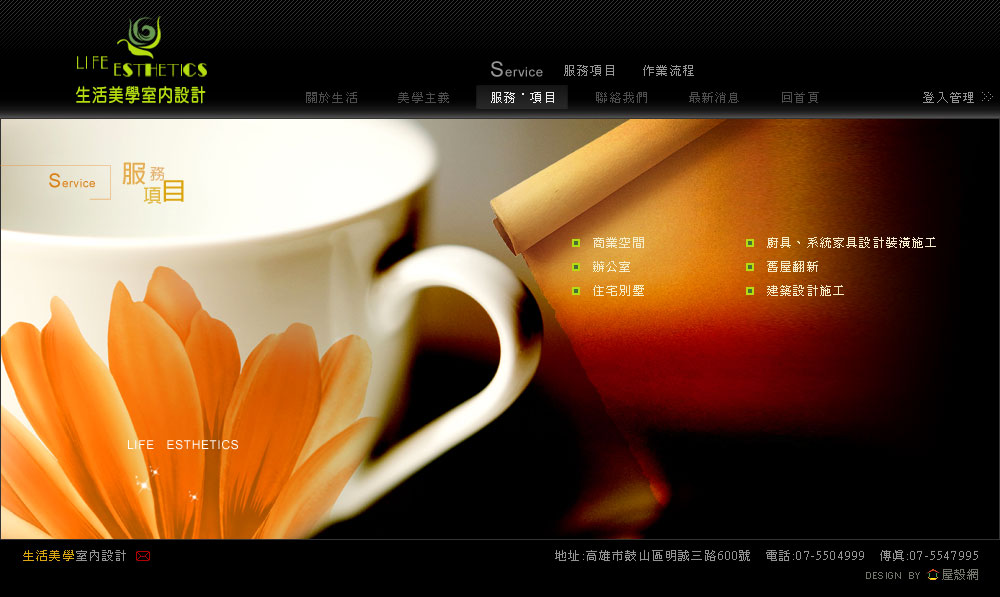 LIFE ESTHETICS
生活美學室內設計
Service 服務項目 作業流程
關於生活 美學主義 服務・項目 聯絡我們 最新消息 回首頁 登入管理
Service 服務項目
商業空間 廚具、系統家具設計裝潢施工
辦公室 舊屋翻新
住宅別墅 建築設計施工
LIFE ESTHETICS
生活美學室內設計 地址:高雄市鼓山區明誠三路600號 電話:07-5504999 傳真:07-5547995
DESIGN BY 屋殼網